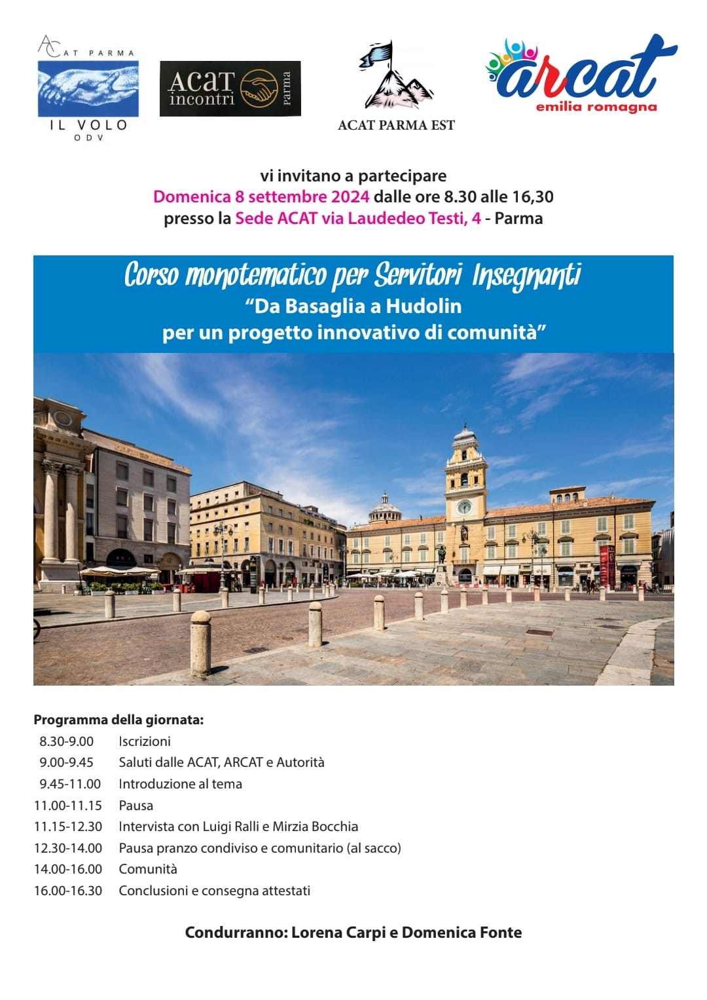 ACAT PARMA
IL VOLO
ODV
ACAT
incontri
Parma
ACAT PARMA EST
arcat
emilia romagna
vi invitano a partecipare
Domenica 8 settembre 2024 dalle ore 8.30 alle 16,30
presso la Sede ACAT via Laudedeo Testi, 4 - Parma
Corso monotematico per Servitori Insegnanti
“Da Basaglia a Hudolin
per un progetto innovativo di comunità”
Programma della giornata:
8.30-9.00 Iscrizioni
9.00-9.45 Saluti dalle ACAT, ARCAT e Autorità
9.45-11.00 Introduzione al tema
11.00-11.15 Pausa
11.15-12.30 Intervista con Luigi Ralli e Mirzia Bocchia
12.30-14.00 Pausa pranzo condiviso e comunitario (al sacco)
14.00-16.00 Comunità
16.00-16.30 Conclusioni e consegna attestati
Condurranno: Lorena Carpi e Domenica Fonte